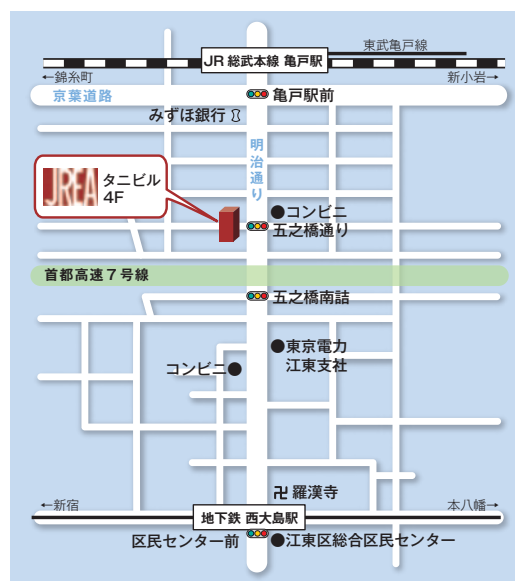 東武亀戸線
JR 総武本線 亀戸駅
←錦糸町
新小岩→
京葉道路
亀戸駅前
みずほ銀行
明治通り
JREA
タニビル
4F
●コンビニ
五之橋通り
首都高速7号線
五之橋南詰
●東京電力
江東支社
コンビニ●
卍 羅漢寺
←新宿
本八幡→
地下鉄 西大島駅
区民センター前
●江東区総合区民センター